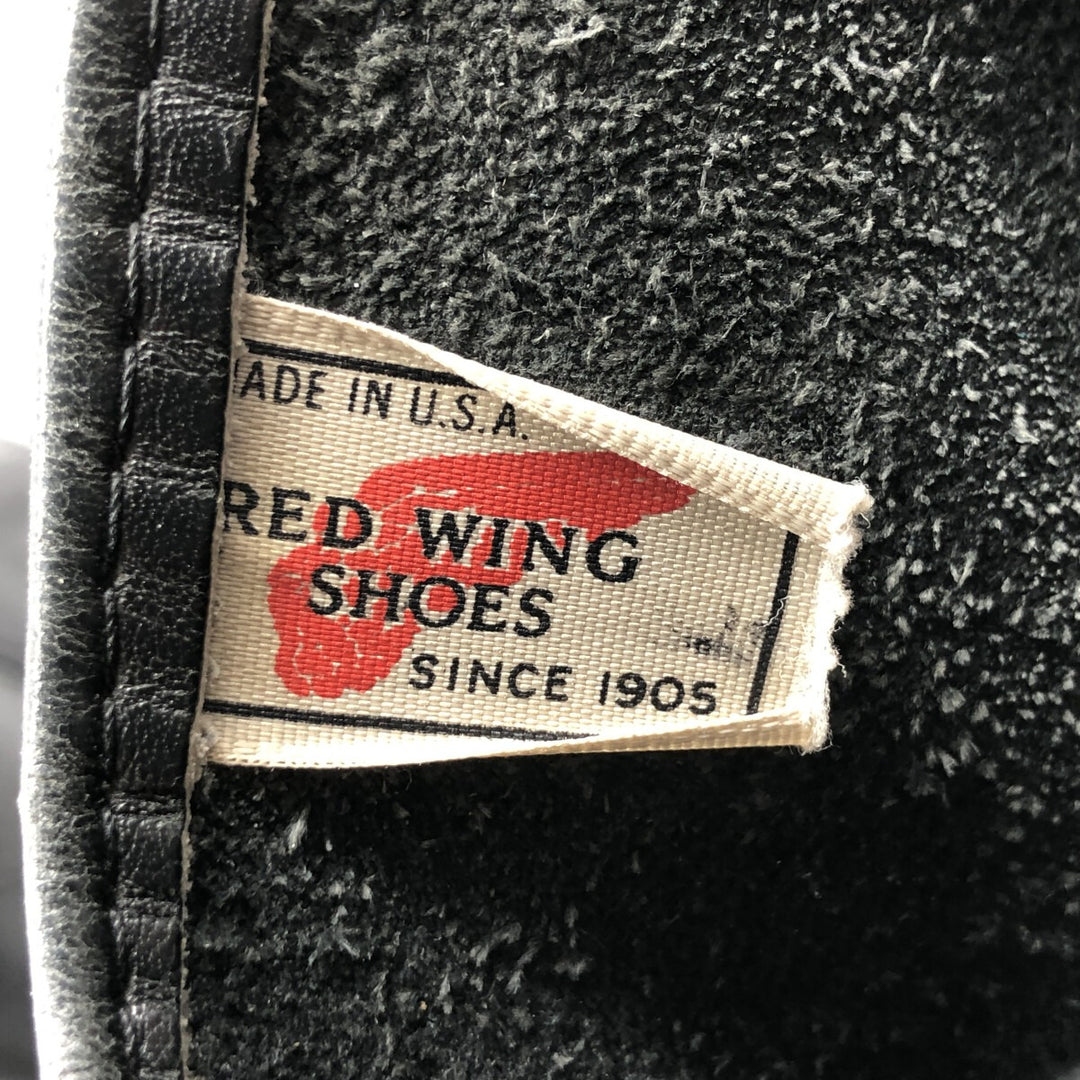 ADE IN U.S.A.
RED WING
SHOES
SINCE 1905